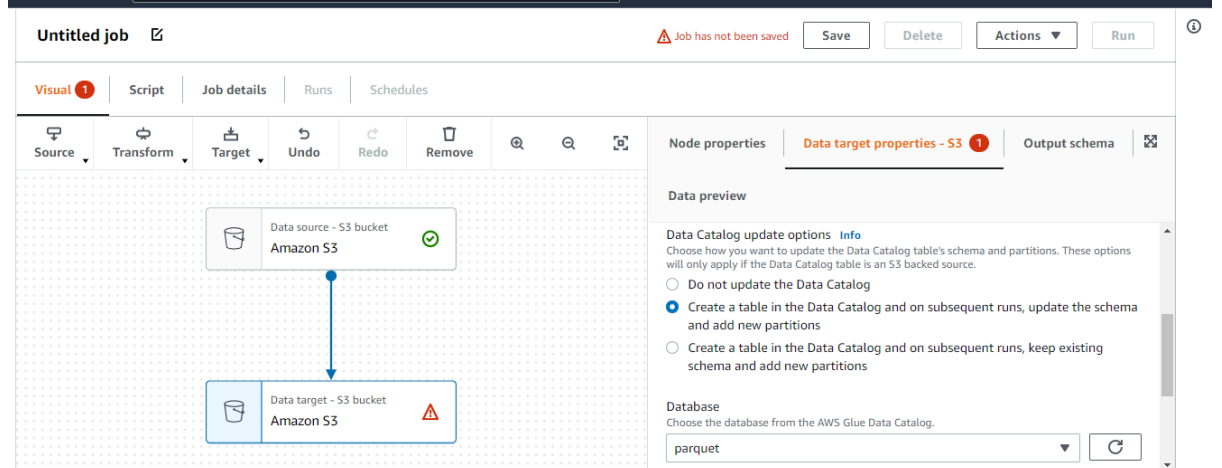 Untitled job
Job has not been saved
Save
Delete
Actions
Run
Visual 1
Script
Job details
Runs
Schedules
Source
Transform
Target
Undo
Redo
Remove
Node properties
Data target properties - S3 1
Output schema
Data preview
Data source - S3 bucket
Amazon S3
Data target - S3 bucket
Amazon S3
Data Catalog update options Info
Choose how you want to update the Data Catalog table's schema and partitions. These options
will only apply if the Data Catalog table is an S3 backed source.
Do not update the Data Catalog
Create a table in the Data Catalog and on subsequent runs, update the schema
and add new partitions
Create a table in the Data Catalog and on subsequent runs, keep existing
schema and add new partitions
Database
Choose the database from the AWS Glue Data Catalog.
parquet